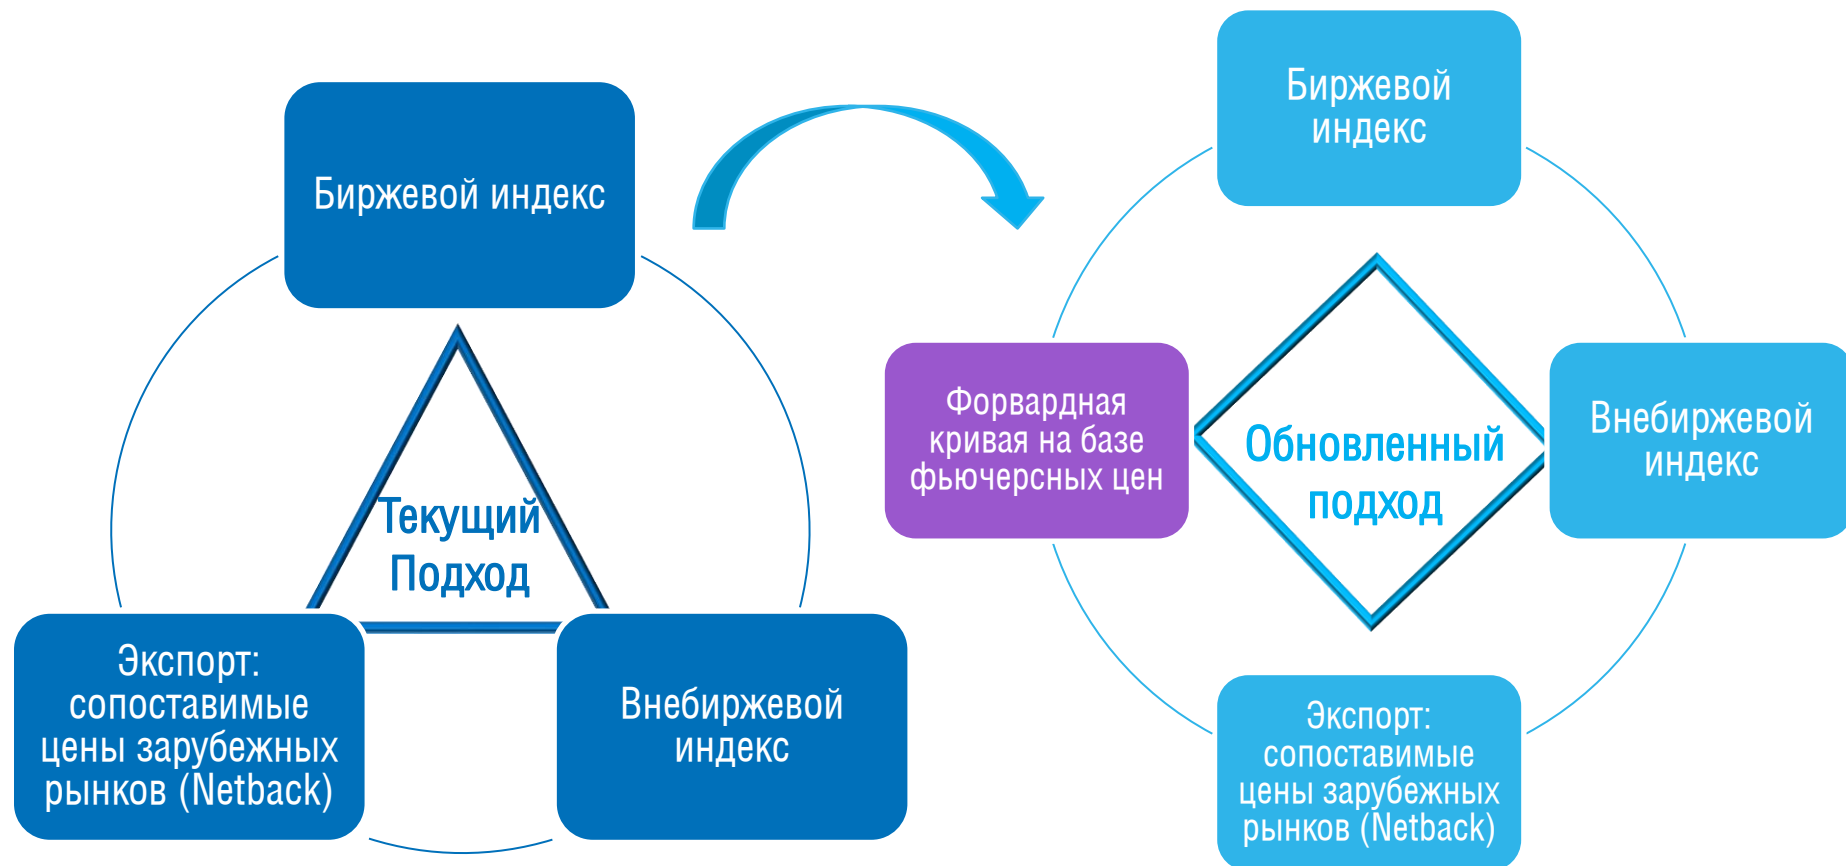 Биржевой индекс
Текущий
Подход
Экспорт:
сопоставимые
цены зарубежных
рынков (Netback)
Внебиржевой
индекс
Биржевой
индекс
Форвардная
кривая на базе
фьючерсных цен
Обновленный
подход
Внебиржевой
индекс
Экспорт:
сопоставимые
цены зарубежных
рынков (Netback)